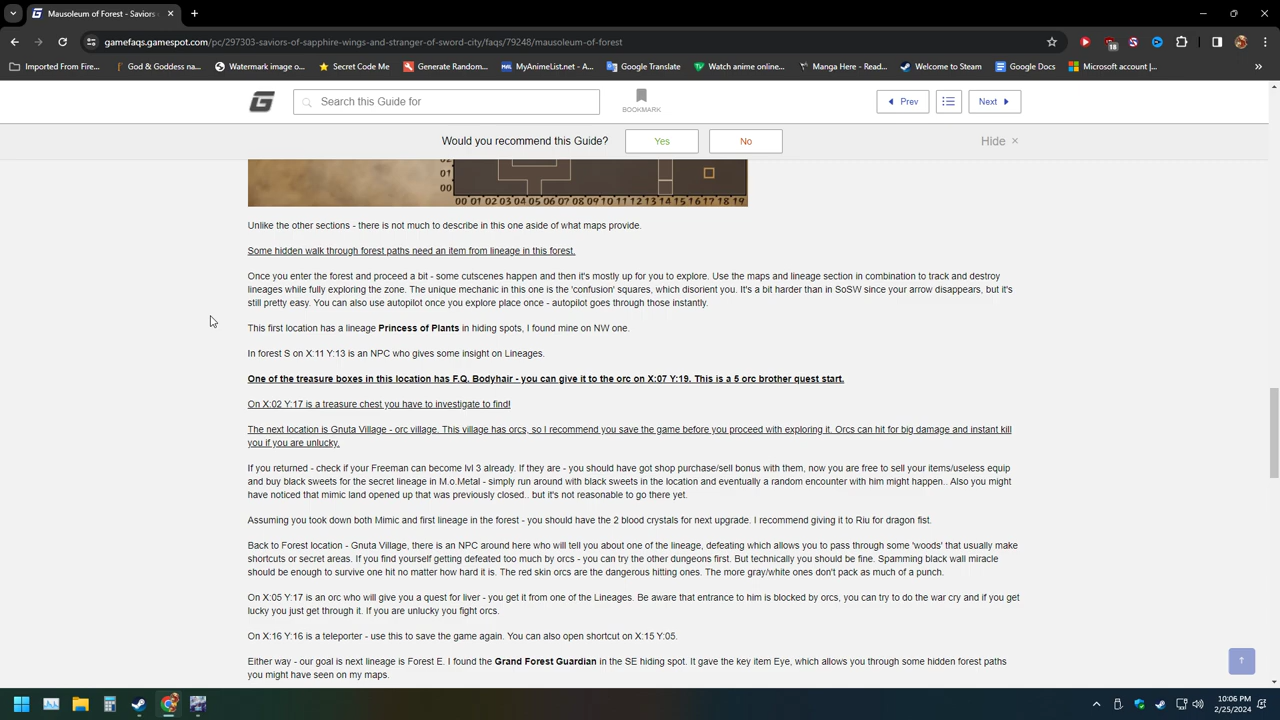 Mausoleum of Forest - Saviors
gamefaqs.gamespot.com/pc/297303-saviors-of-sapphire-wings-and-stranger-of-sword-city/faqs/79248/mausoleum-of-forest
18
Imported From Fire... God & Goddess na... Watermark image o... Secret Code Me Generate Random... MyAnimeList.net - A... Google Translate Watch anime online... Manga Here - Read... Welcome to Steam Google Docs Microsoft account |...
Search this Guide for
BOOKMARK
Prev
Next
Would you recommend this Guide?
Yes
No
Hide ×
02
01
00
00 01 02 03 04 05 06 07 08 09 10 11 12 13 14 15 16 17 18 19
Unlike the other sections - there is not much to describe in this one aside of what maps provide.
Some hidden walk through forest paths need an item from lineage in this forest.
Once you enter the forest and proceed a bit - some cutscenes happen and then it's mostly up for you to explore. Use the maps and lineage section in combination to track and destroy
lineages while fully exploring the zone. The unique mechanic in this one is the 'confusion' squares, which disorient you. It's a bit harder than in SoSW since your arrow disappears, but it's
still pretty easy. You can also use autopilot once you explore place once - autopilot goes through those instantly.
This first location has a lineage Princess of Plants in hiding spots, I found mine on NW one.
In forest S on X:11 Y:13 is an NPC who gives some insight on Lineages.
One of the treasure boxes in this location has F.Q. Bodyhair - you can give it to the orc on X:07 Y:19. This is a 5 orc brother quest start.
On X:02 Y:17 is a treasure chest you have to investigate to find!
The next location is Gnuta Village - orc village. This village has orcs, so I recommend you save the game before you proceed with exploring it. Orcs can hit for big damage and instant kill
you if you are unlucky.
If you returned - check if your Freeman can become lvl 3 already. If they are - you should have got shop purchase/sell bonus with them, now you are free to sell your items/useless equip
and buy black sweets for the secret lineage in M.o.Metal - simply run around with black sweets in the location and eventually a random encounter with him might happen.. Also you might
have noticed that mimic land opened up that was previously closed.. but it's not reasonable to go there yet.
Assuming you took down both Mimic and first lineage in the forest - you should have the 2 blood crystals for next upgrade. I recommend giving it to Riu for dragon fist.
Back to Forest location - Gnuta Village, there is an NPC around here who will tell you about one of the lineage, defeating which allows you to pass through some 'woods' that usually make
shortcuts or secret areas. If you find yourself getting defeated too much by orcs - you can try the other dungeons first. But technically you should be fine. Spamming black wall miracle
should be enough to survive one hit no matter how hard it is. The red skin orcs are the dangerous hitting ones. The more gray/white ones don't pack as much of a punch.
On X:05 Y:17 is an orc who will give you a quest for liver - you get it from one of the Lineages. Be aware that entrance to him is blocked by orcs, you can try to do the war cry and if you get
lucky you just get through it. If you are unlucky you fight orcs.
On X:16 Y:16 is a teleporter - use this to save the game again. You can also open shortcut on X:15 Y:05.
Either way - our goal is next lineage is Forest E. I found the Grand Forest Guardian in the SE hiding spot. It gave the key item Eye, which allows you through some hidden forest paths
you might have seen on my maps.
10:06 PM
2/25/2024